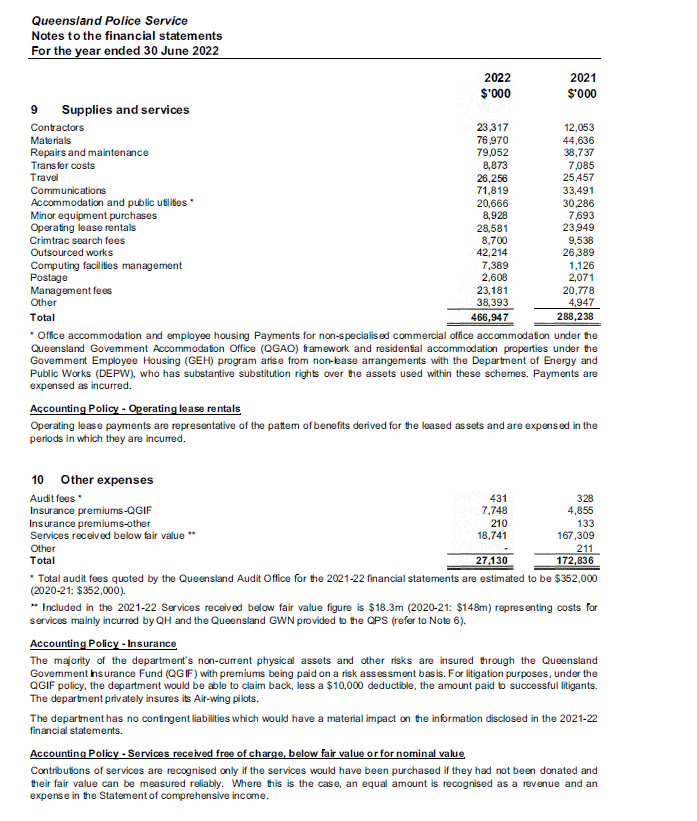 Queensland Police Service
Notes to the financial statements
For the year ended 30 June 2022
2022 2021
$'000 $'000
9 Supplies and services
Contractors 23,317 12,053
Materials 76,970 44,636
Repairs and maintenance 79,052 38,737
Transfer costs 8,873 7,085
Travel 26,256 25,457
Communications 71,819 33,491
Accommodation and public utilities * 20,666 30,286
Minor equipment purchases 8,928 7,693
Operating lease rentals 28,581 23,949
Crimtrac search fees 8,700 9,538
Outsourced works 42,214 26,389
Computing facilities management 7,389 1,126
Postage 2,608 2,071
Management fees 23,181 20,778
Other 38,393 4,947
Total 466,947 288,238
* Office accommodation and employee housing Payments for non-specialised commercial office accommodation under the
Queensland Government Accommodation Office (QGAO) framework and residential accommodation properties under the
Government Employee Housing (GEH) program arise from non-lease arrangements with the Department of Energy and
Public Works (DEPW), who has substantive substitution rights over the assets used within these schemes. Payments are
expensed as incurred.
Accounting Policy - Operating lease rentals
Operating lease payments are representative of the pattern of benefits derived for the leased assets and are expensed in the
periods in which they are incurred.
10 Other expenses
Audit fees * 431 328
Insurance premiums-QGIF 7,748 4,855
Insurance premiums-other 210 133
Services received below fair value ** 18,741 167,309
Other - 211
Total 27,130 172,836
* Total audit fees quoted by the Queensland Audit Office for the 2021-22 financial statements are estimated to be $352,000
(2020-21: $352,000).
** Included in the 2021-22 Services received below fair value figure is $18.3m (2020-21: $148m) representing costs for
services mainly incurred by QH and the Queensland GWN provided to the QPS (refer to Note 6).
Accounting Policy - Insurance
The majority of the department's non-current physical assets and other risks are insured through the Queensland
Government Insurance Fund (QGIF) with premiums being paid on a risk assessment basis. For litigation purposes, under the
QGIF policy, the department would be able to claim back, less a $10,000 deductible, the amount paid to successful litigants.
The department privately insures its Air-wing pilots.
The department has no contingent liabilities which would have a material impact on the information disclosed in the 2021-22
financial statements.
Accounting Policy - Services received free of charge, below fair value or for nominal value
Contributions of services are recognised only if the services would have been purchased if they had not been donated and
their fair value can be measured reliably. Where this is the case, an equal amount is recognised as a revenue and an
expense in the Statement of comprehensive income.